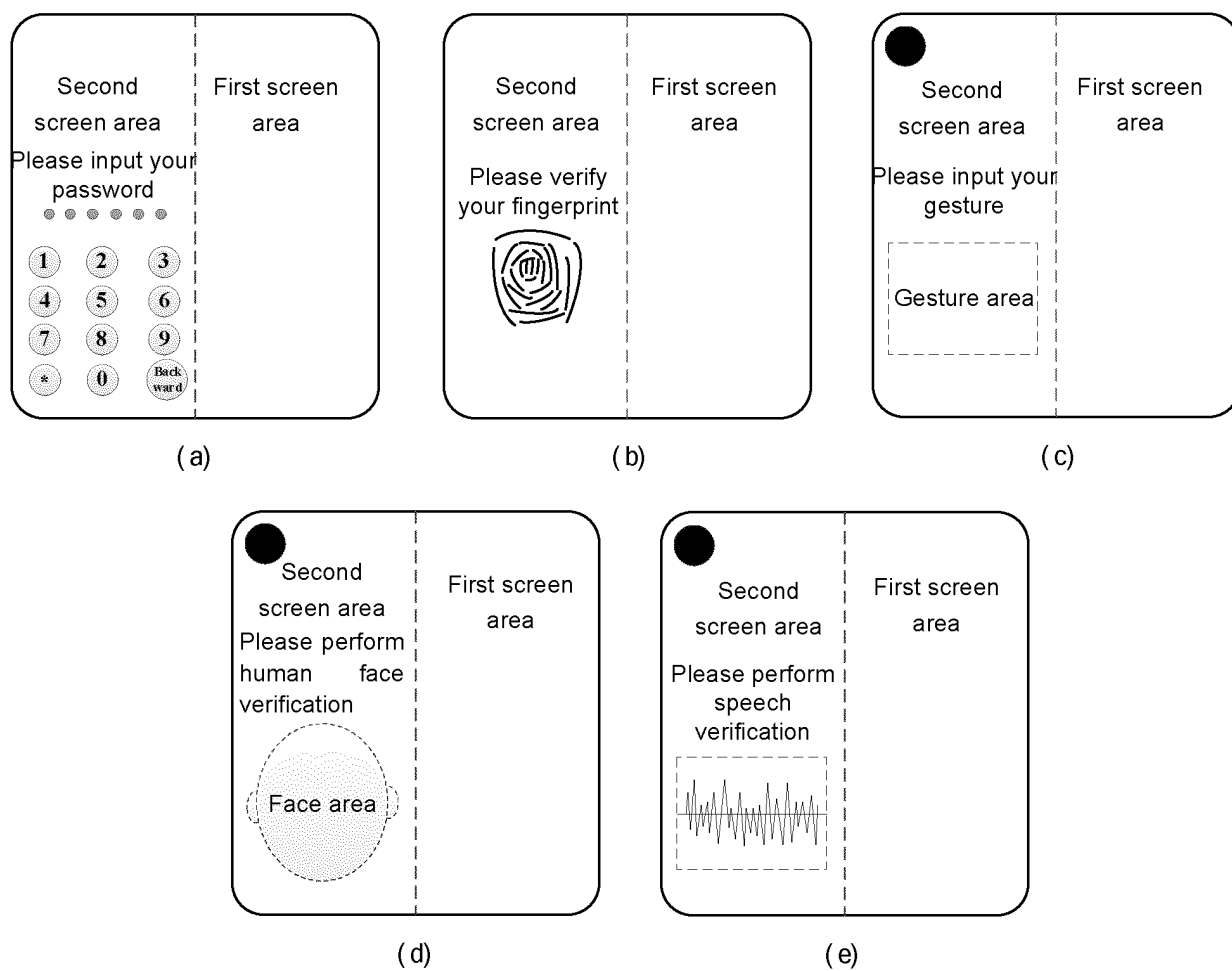 Second
screen area
First screen
area
Please input your
password
1 2 3
4 5 6
7 8 9
* 0 Back
ward
(a)
Second
screen area
First screen
area
Please verify
your fingerprint
(b)
Second
screen area
First screen
area
Please input your
gesture
Gesture area
(c)
Second
screen area
First screen
area
Please perform
human face
verification
Face area
(d)
Second
screen area
First screen
area
Please perform
speech
verification
(e)